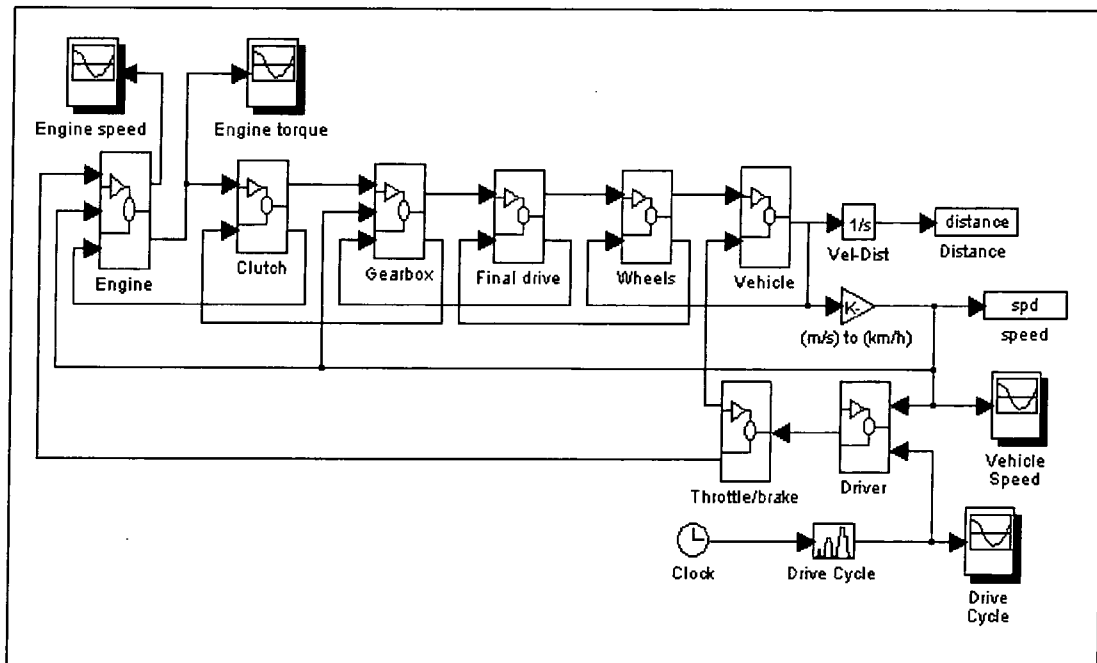 Engine speed
Engine torque
Engine
Clutch
Gearbox
Final drive
Wheels
Vehicle
1/s
Vel-Dist
distance
Distance
K-
(m/s) to (km/h)
spd
speed
Throttle/brake
Driver
Vehicle
Speed
Clock
Drive Cycle
Drive
Cycle